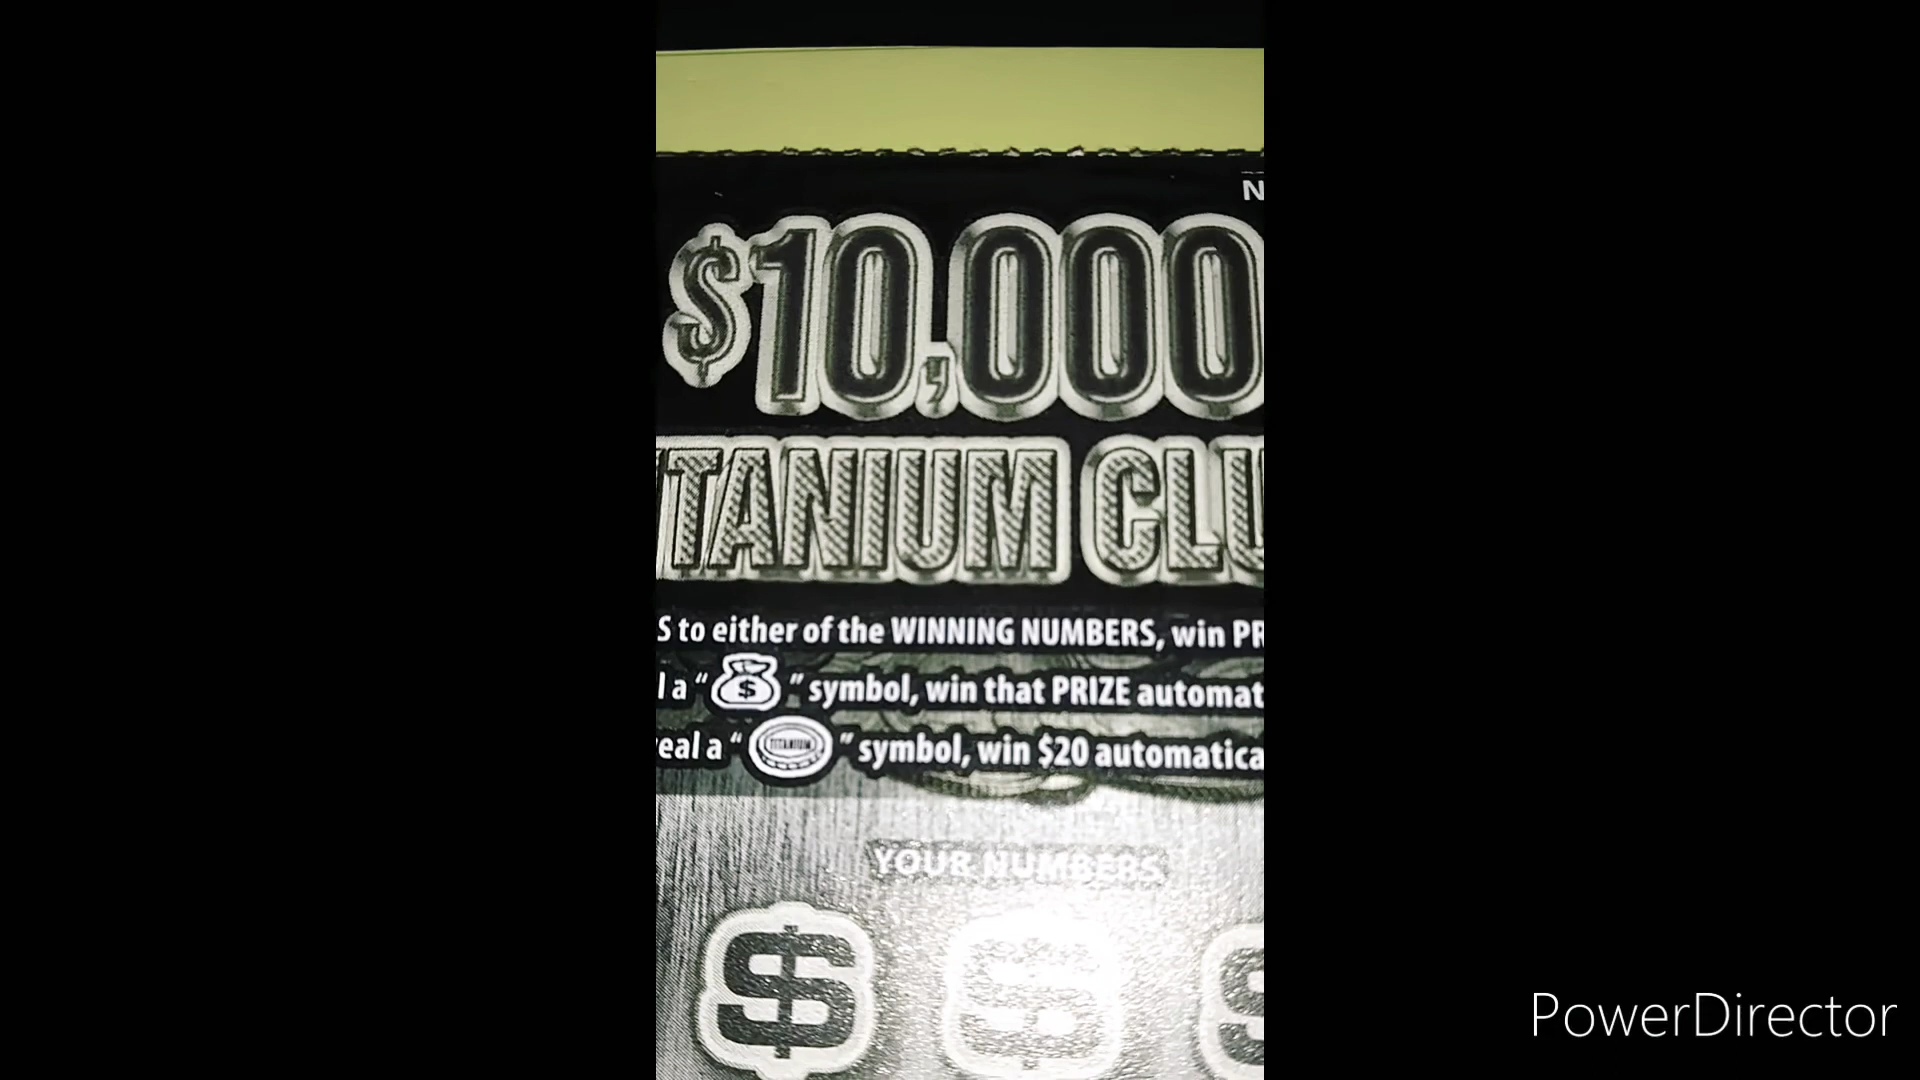 N
$10,000
TANIUM CLU
S to either of the WINNING NUMBERS, win PR
l a "$" symbol, win that PRIZE automat
eal a "TITANIUM" symbol, win $20 automatica
YOUR NUMBERS
$ $ $
PowerDirector